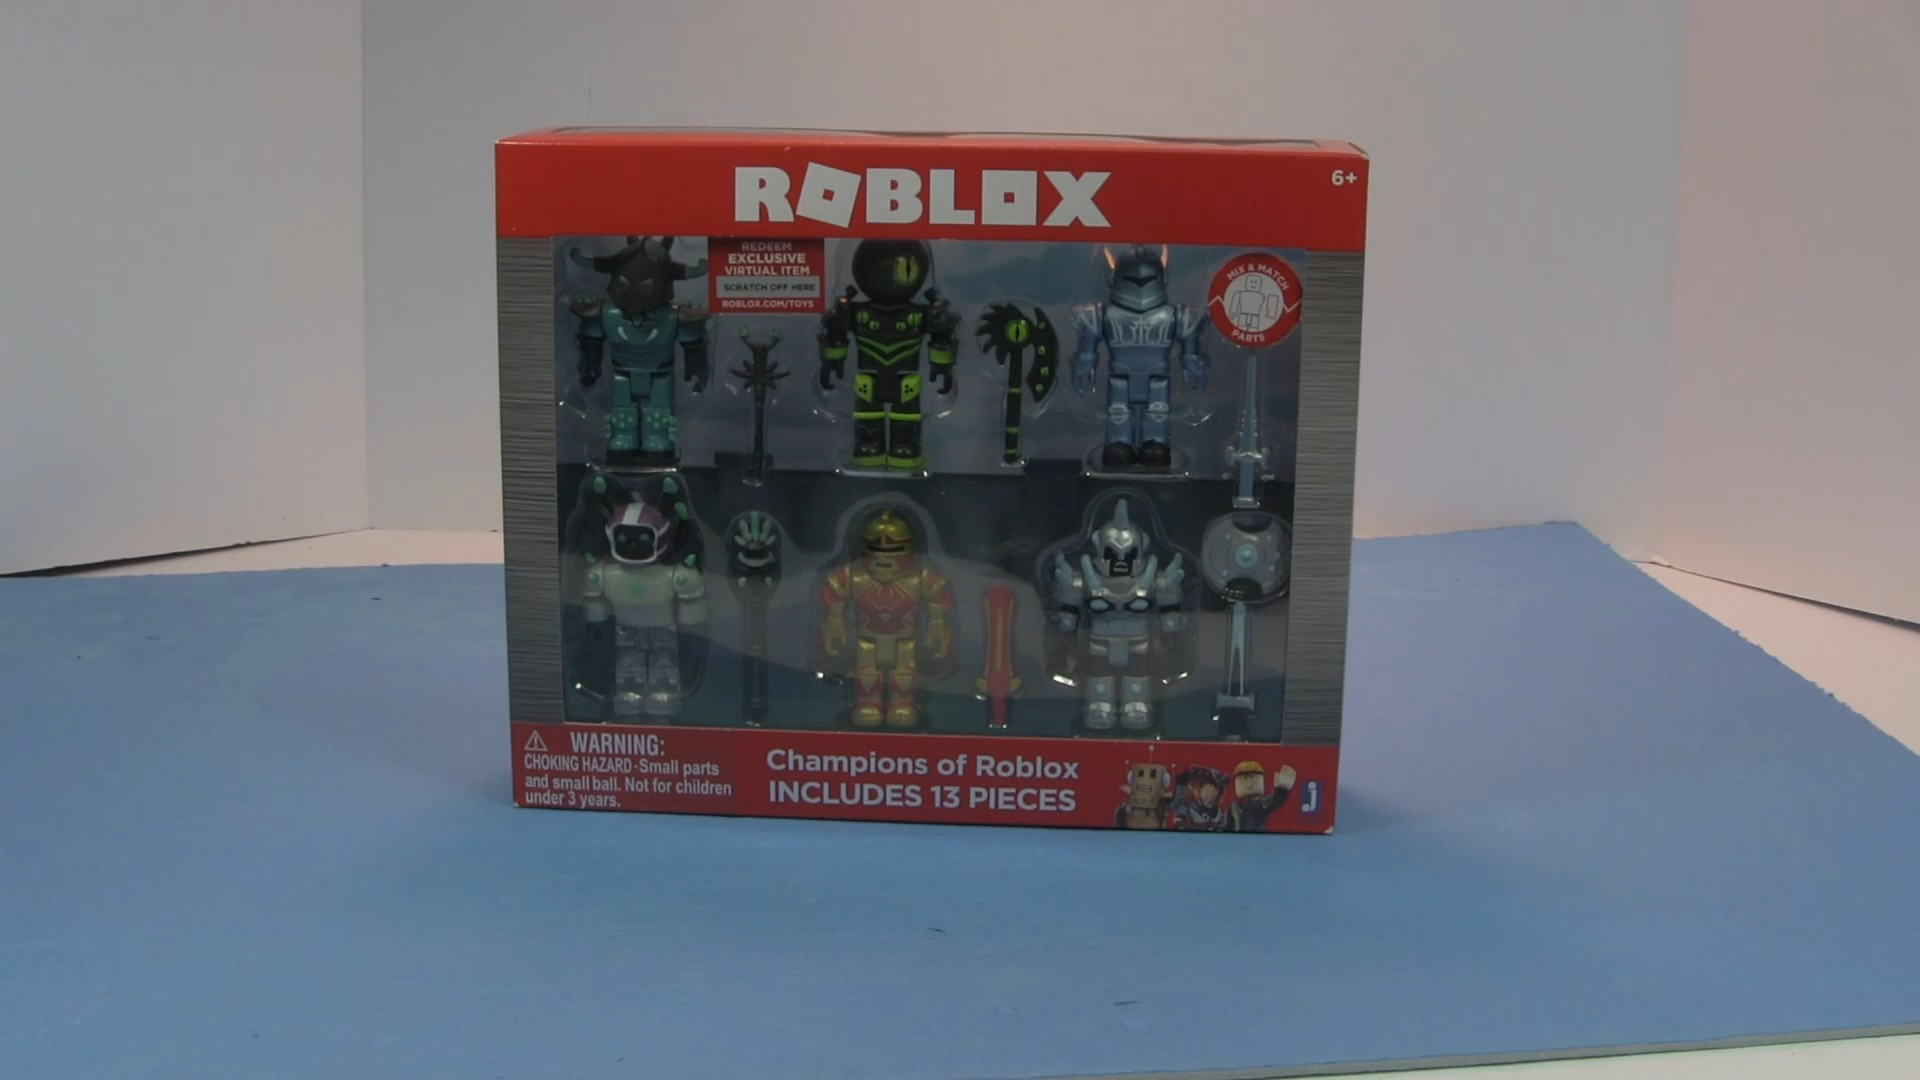 ROBLOX
6+
REDEEM
EXCLUSIVE
VIRTUAL ITEM
SCRATCH OFF HERE
ROBLOX.COM/TOYS
MIX & MATCH
PARTS
WARNING:
CHOKING HAZARD-Small parts
and small ball. Not for children
under 3 years.
Champions of Roblox
INCLUDES 13 PIECES
j